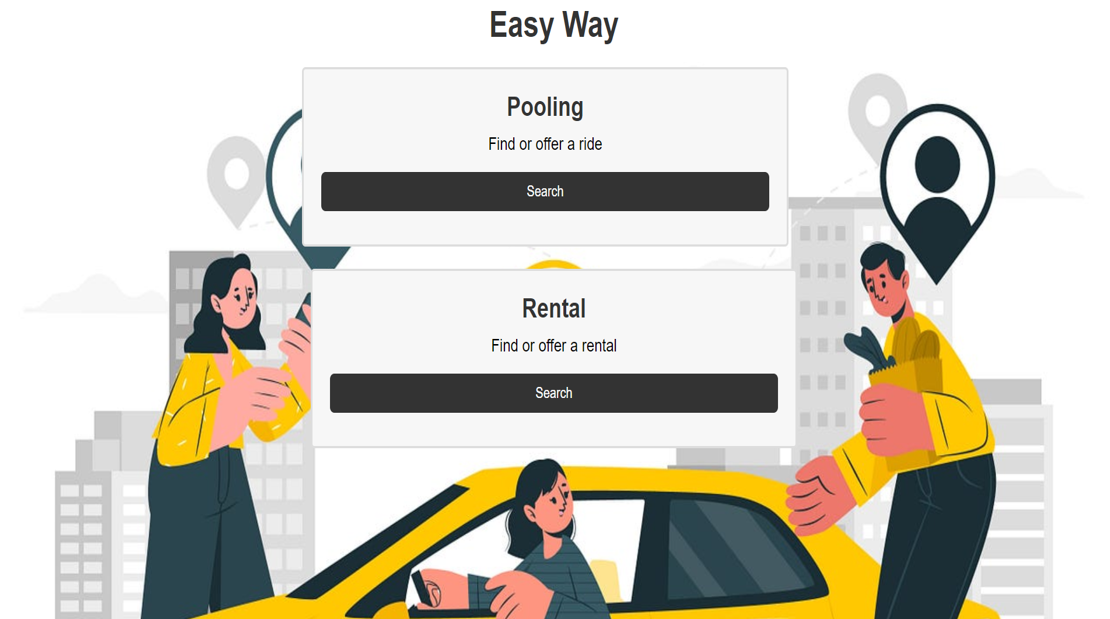 Easy Way
Pooling
Find or offer a ride
Search
Rental
Find or offer a rental
Search